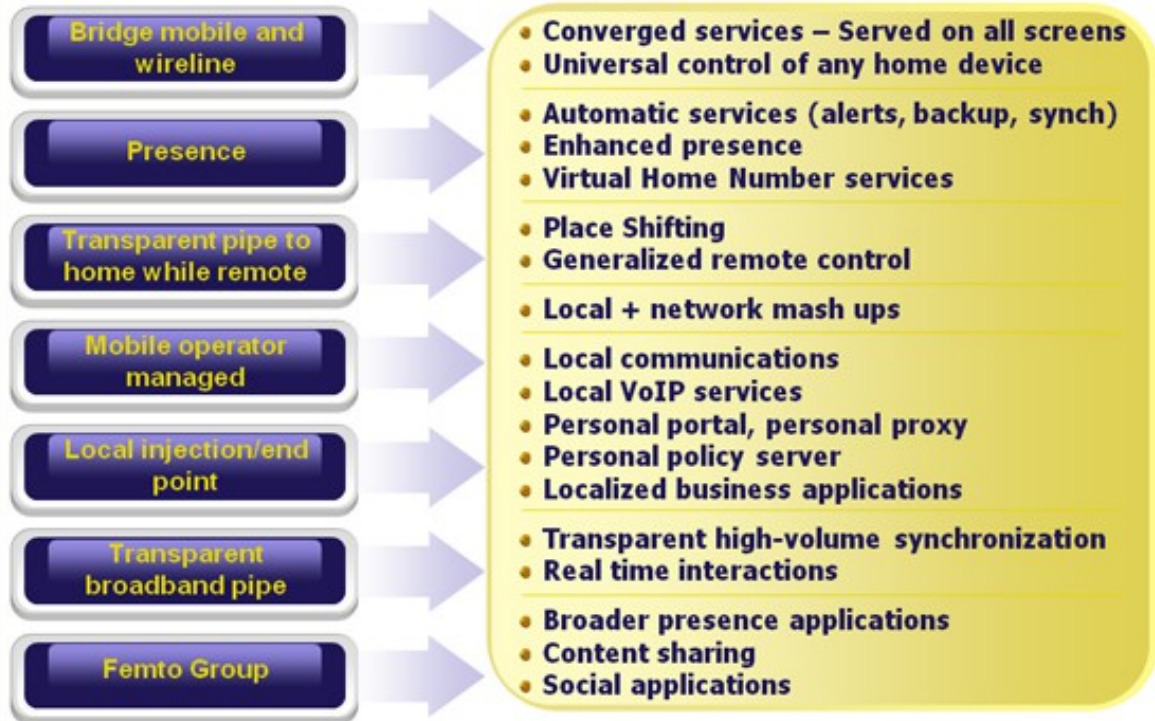 Bridge mobile and
wireline
• Converged services – Served on all screens
• Universal control of any home device
Presence
• Automatic services (alerts, backup, synch)
• Enhanced presence
• Virtual Home Number services
Transparent pipe to
home while remote
• Place Shifting
• Generalized remote control
Mobile operator
managed
• Local + network mash ups
Local injection/end
point
• Local communications
• Local VoIP services
• Personal portal, personal proxy
• Personal policy server
• Localized business applications
Transparent
broadband pipe
• Transparent high-volume synchronization
• Real time interactions
Femto Group
• Broader presence applications
• Content sharing
• Social applications